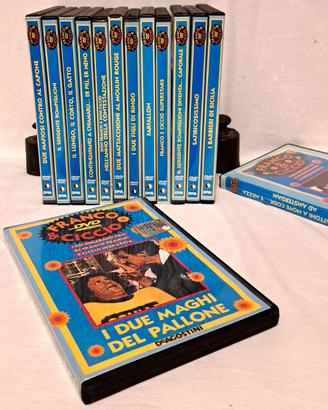 DUE MAFIOSI CONTRO AL CAPONE
IL SERGENTE ROMPIGLIONI
IL LUNGO, IL CORTO, IL GATTO
CONTINUAVANO A CHIAMARLI... ER PIÙ, ER MENO
NELL'ANNO DELLA CONTESTAZIONE
DUE MATTACCHIONI AL MOULIN ROUGE
I DUE FIGLI DI RINGO
FARFALLON
FRANCO E CICCIO SUPERSTARS
IL SERGENTE ROMPIGLIONI DIVENTA... CAPORALE
SATIRICOSISSIMO
I BARBIERI DI SICILIA
DVD
AD AMSTERDAM
FRANCO
DVD
& CICCIO
I DUE MAGHI
DEL PALLONE
DeAGOSTINI